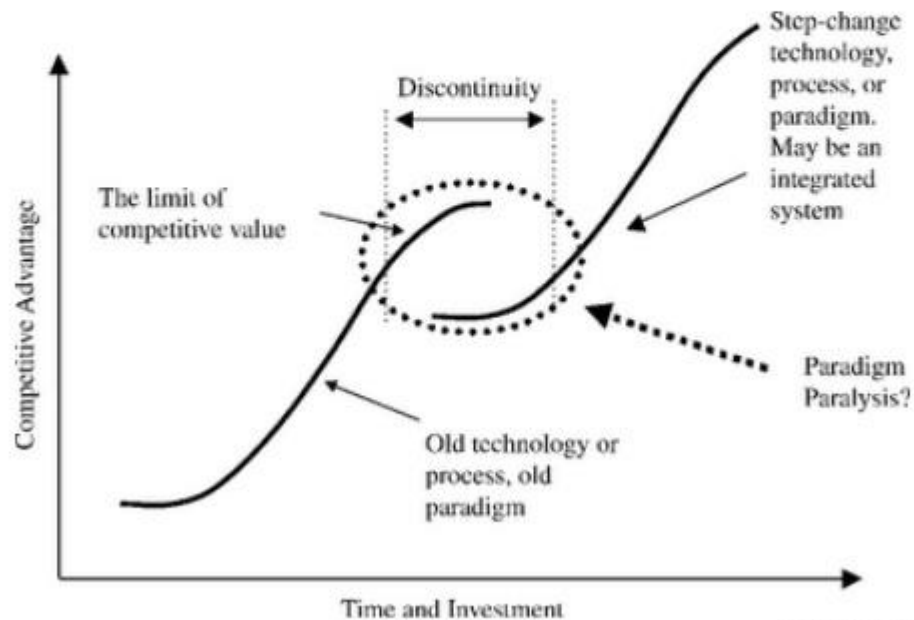 Step-change
technology,
process, or
paradigm.
May be an
integrated
system
Discontinuity
The limit of
competitive value
Competitive Advantage
Paradigm
Paralysis?
Old technology or
process, old
paradigm
Time and Investment